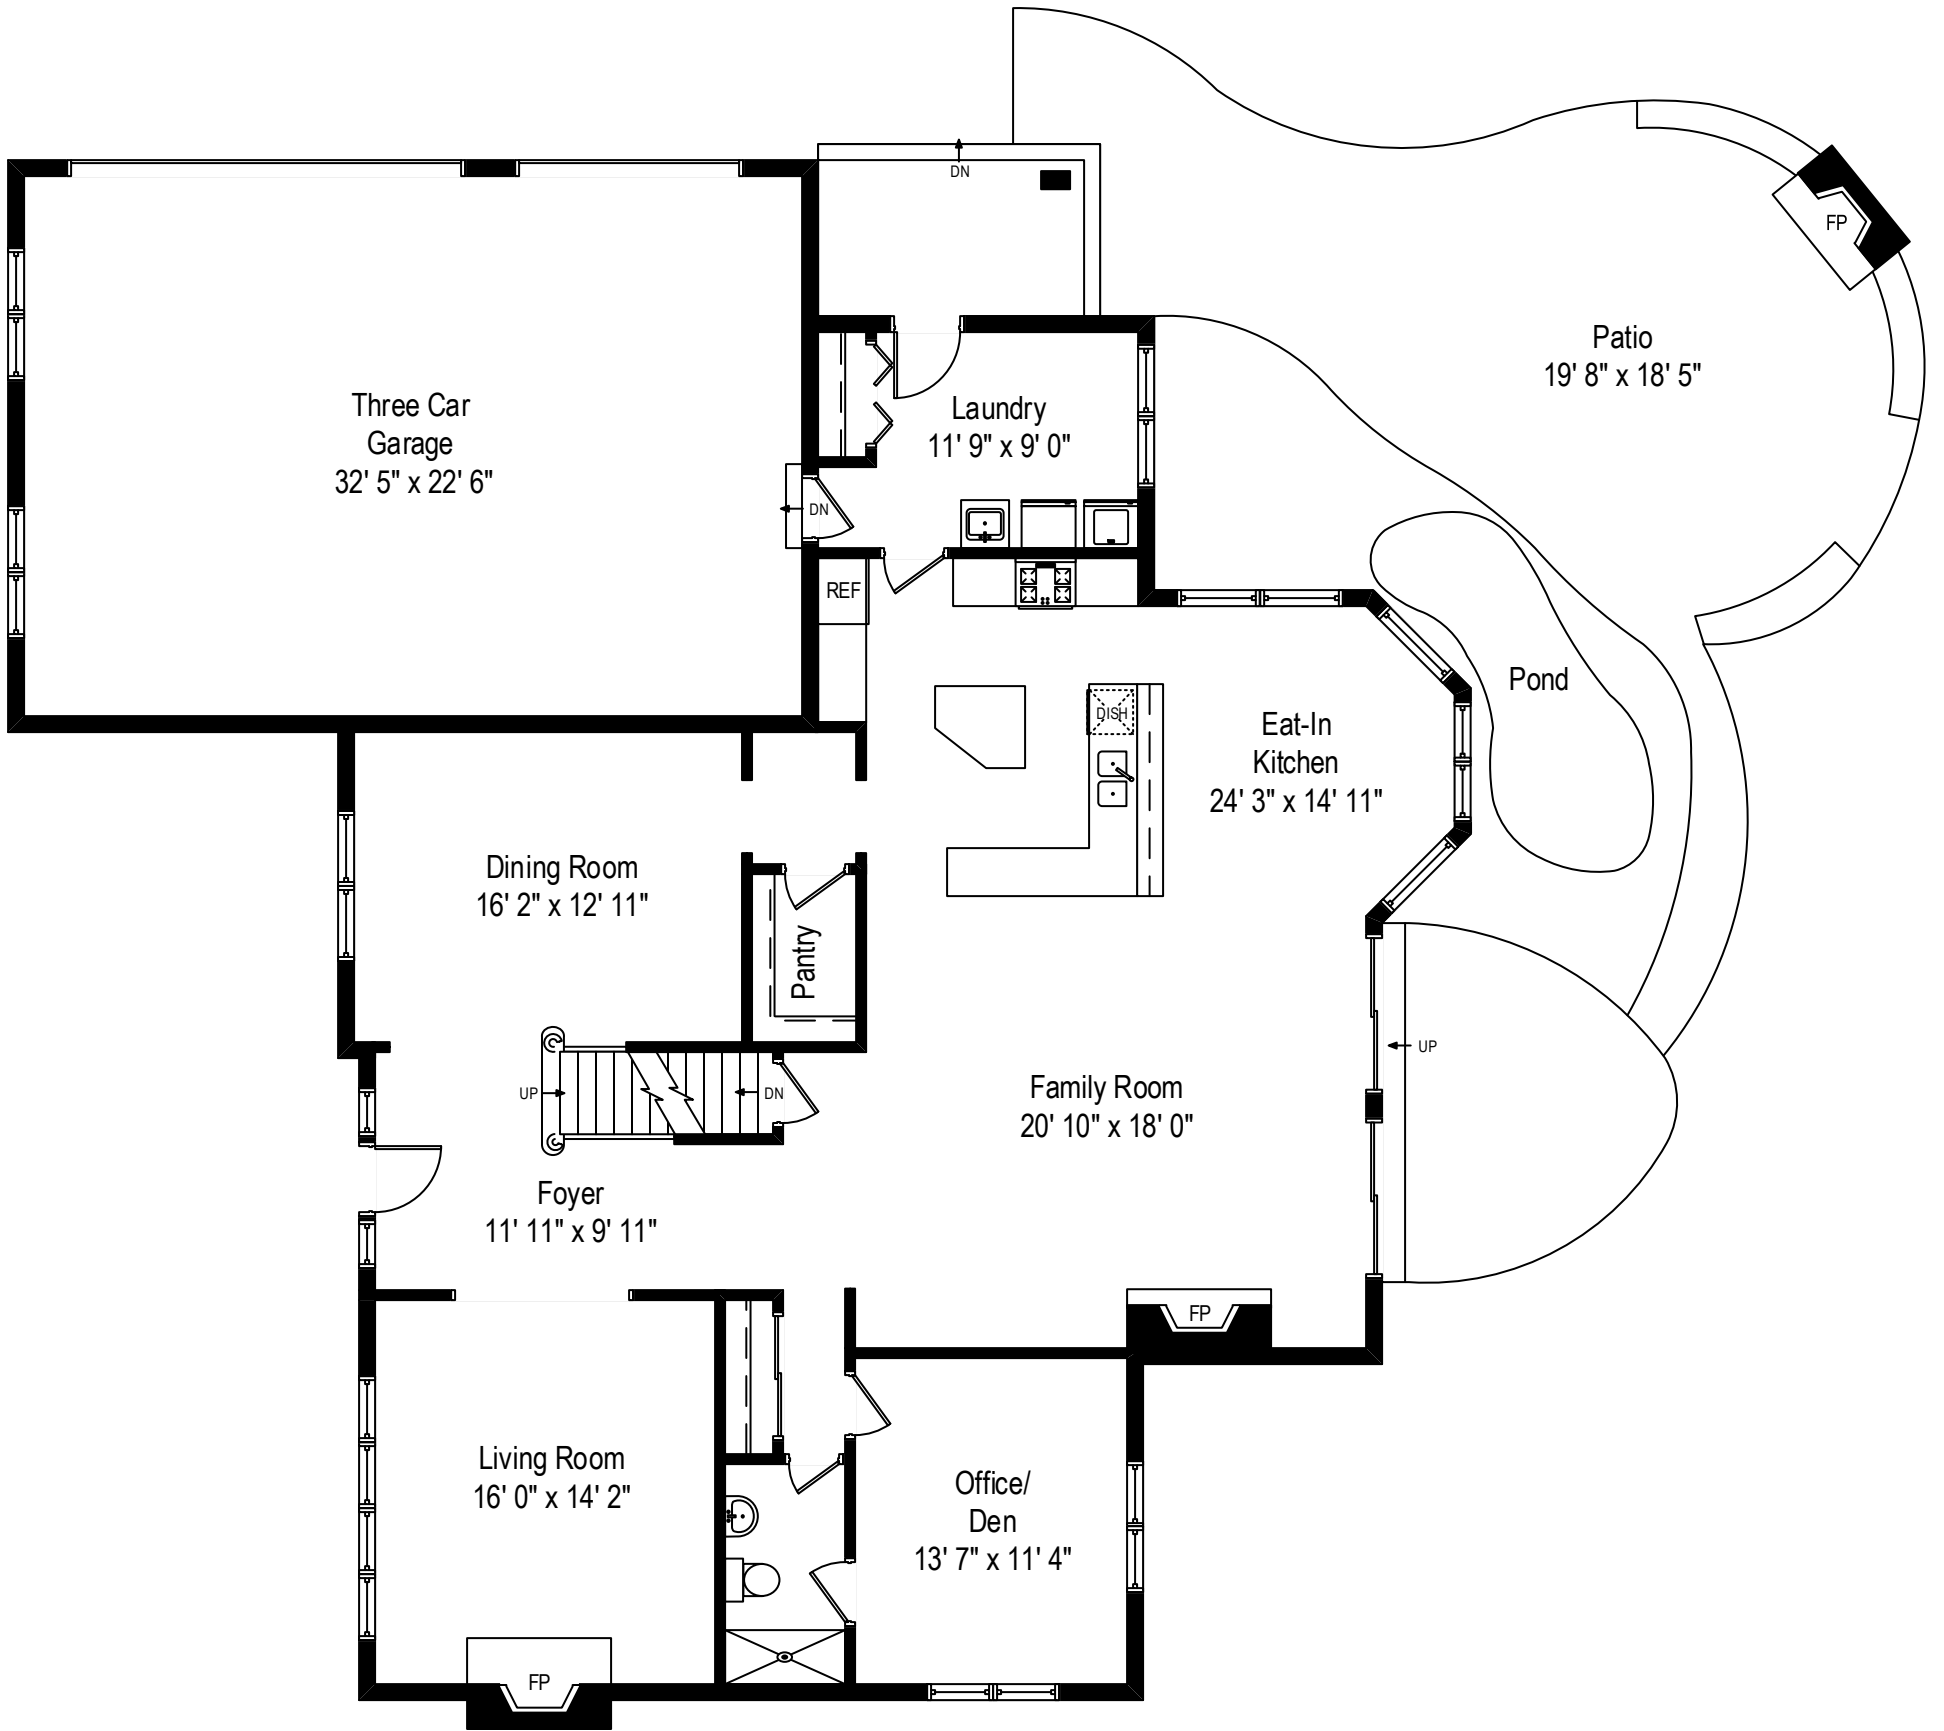 DN
FP
Patio
19' 8" x 18' 5"
Three Car
Garage
32' 5" x 22' 6"
Laundry
11' 9" x 9' 0"
DN
REF
Pond
DISH
Eat-In
Kitchen
24' 3" x 14' 11"
Dining Room
16' 2" x 12' 11"
Pantry
UP
DN
UP
Family Room
20' 10" x 18' 0"
Foyer
11' 11" x 9' 11"
FP
Living Room
16' 0" x 14' 2"
Office/
Den
13' 7" x 11' 4"
FP